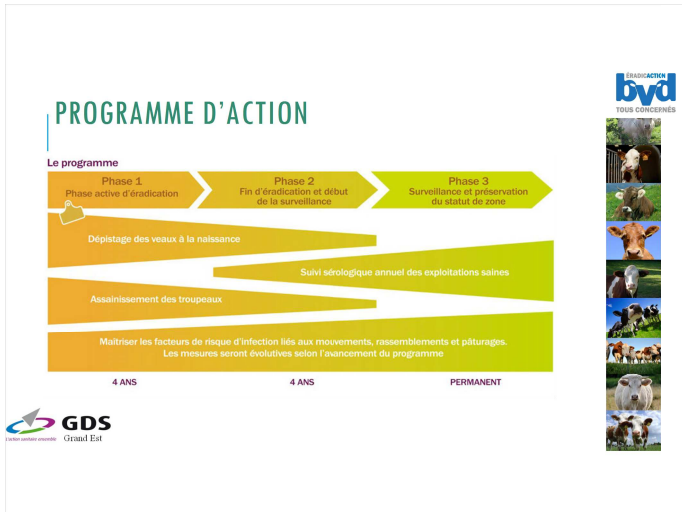 ÉRADICACTION
bvd
TOUS CONCERNÉS
PROGRAMME D'ACTION
Le programme
Phase 1
Phase active d'éradication
Phase 2
Fin d'éradication et début
de la surveillance
Phase 3
Surveillance et préservation
du statut de zone
Dépistage des veaux à la naissance
Suivi sérologique annuel des exploitations saines
Assainissement des troupeaux
Maitriser les facteurs de risque d'infection liés aux mouvements, rassemblements et pâturages.
Les mesures seront évolutives selon l'avancement du programme
4 ANS
4 ANS
PERMANENT
GDS
L'action sanitaire ensemble
Grand Est